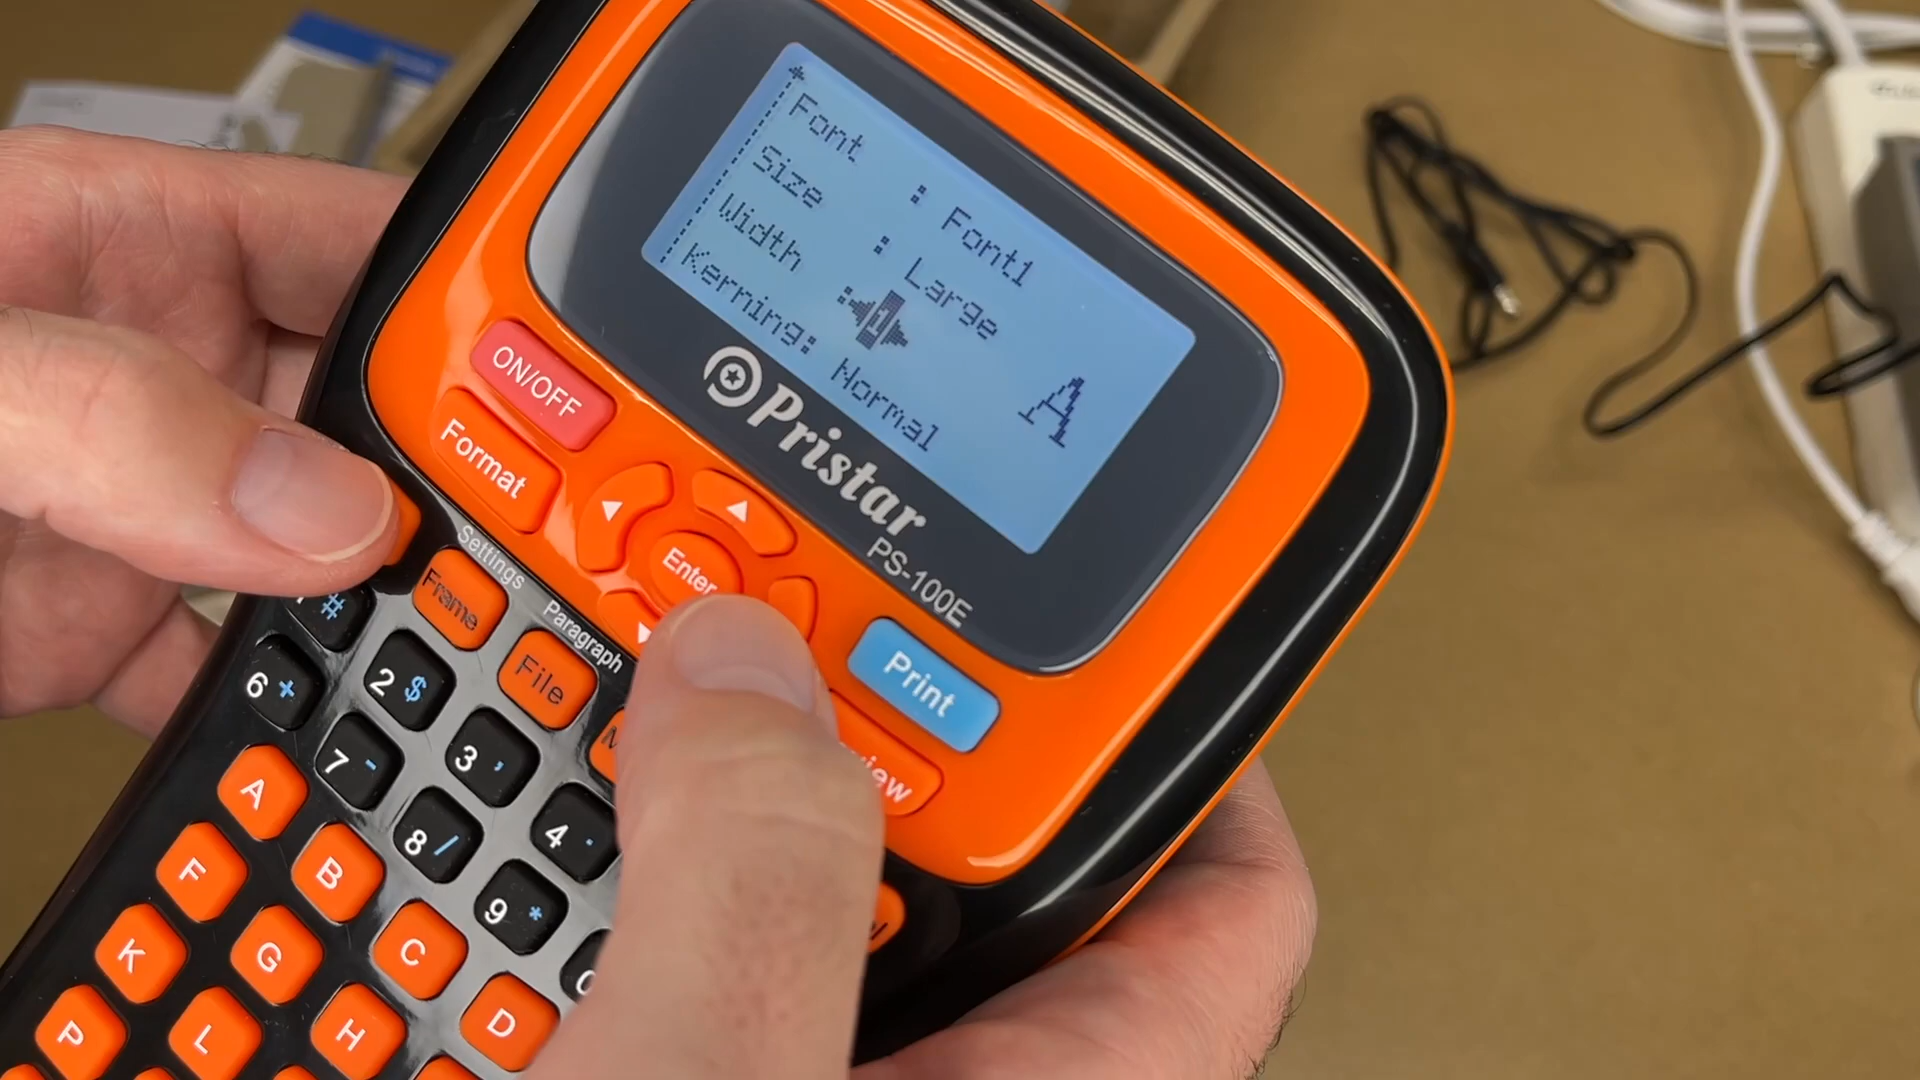 Font : Font1
Size : Large
Width : 1
Kerning: Normal
A
Pristar
PS-100E
ON/OFF
Format
Enter
Print
Settings
Paragraph
Frame
File
#
2 $
3 ,
4 .
6 +
7 -
8 /
9 *
A
B
C
D
F
G
H
K
L
P